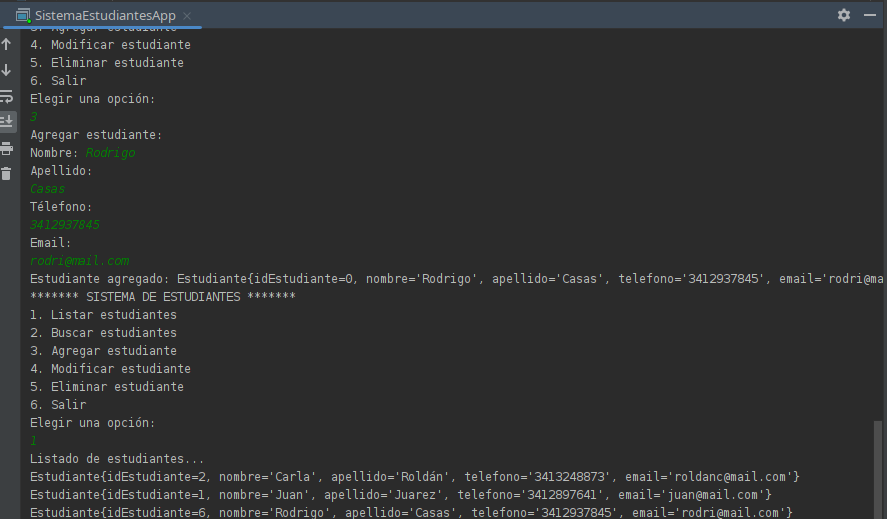 SistemaEstudiantesApp
3. Agregar estudiante
4. Modificar estudiante
5. Eliminar estudiante
6. Salir
Elegir una opción:
3
Agregar estudiante:
Nombre: Rodrigo
Apellido:
Casas
Télefono:
3412937845
Email:
rodri@mail.com
Estudiante agregado: Estudiante{idEstudiante=0, nombre='Rodrigo', apellido='Casas', telefono='3412937845', email='rodri@ma
******* SISTEMA DE ESTUDIANTES *******
1. Listar estudiantes
2. Buscar estudiantes
3. Agregar estudiante
4. Modificar estudiante
5. Eliminar estudiante
6. Salir
Elegir una opción:
1
Listado de estudiantes...
Estudiante{idEstudiante=2, nombre='Carla', apellido='Roldán', telefono='3413248873', email='roldanc@mail.com'}
Estudiante{idEstudiante=1, nombre='Juan', apellido='Juarez', telefono='3412897641', email='juan@mail.com'}
Estudiante{idEstudiante=6, nombre='Rodrigo', apellido='Casas', telefono='3412937845', email='rodri@mail.com'}